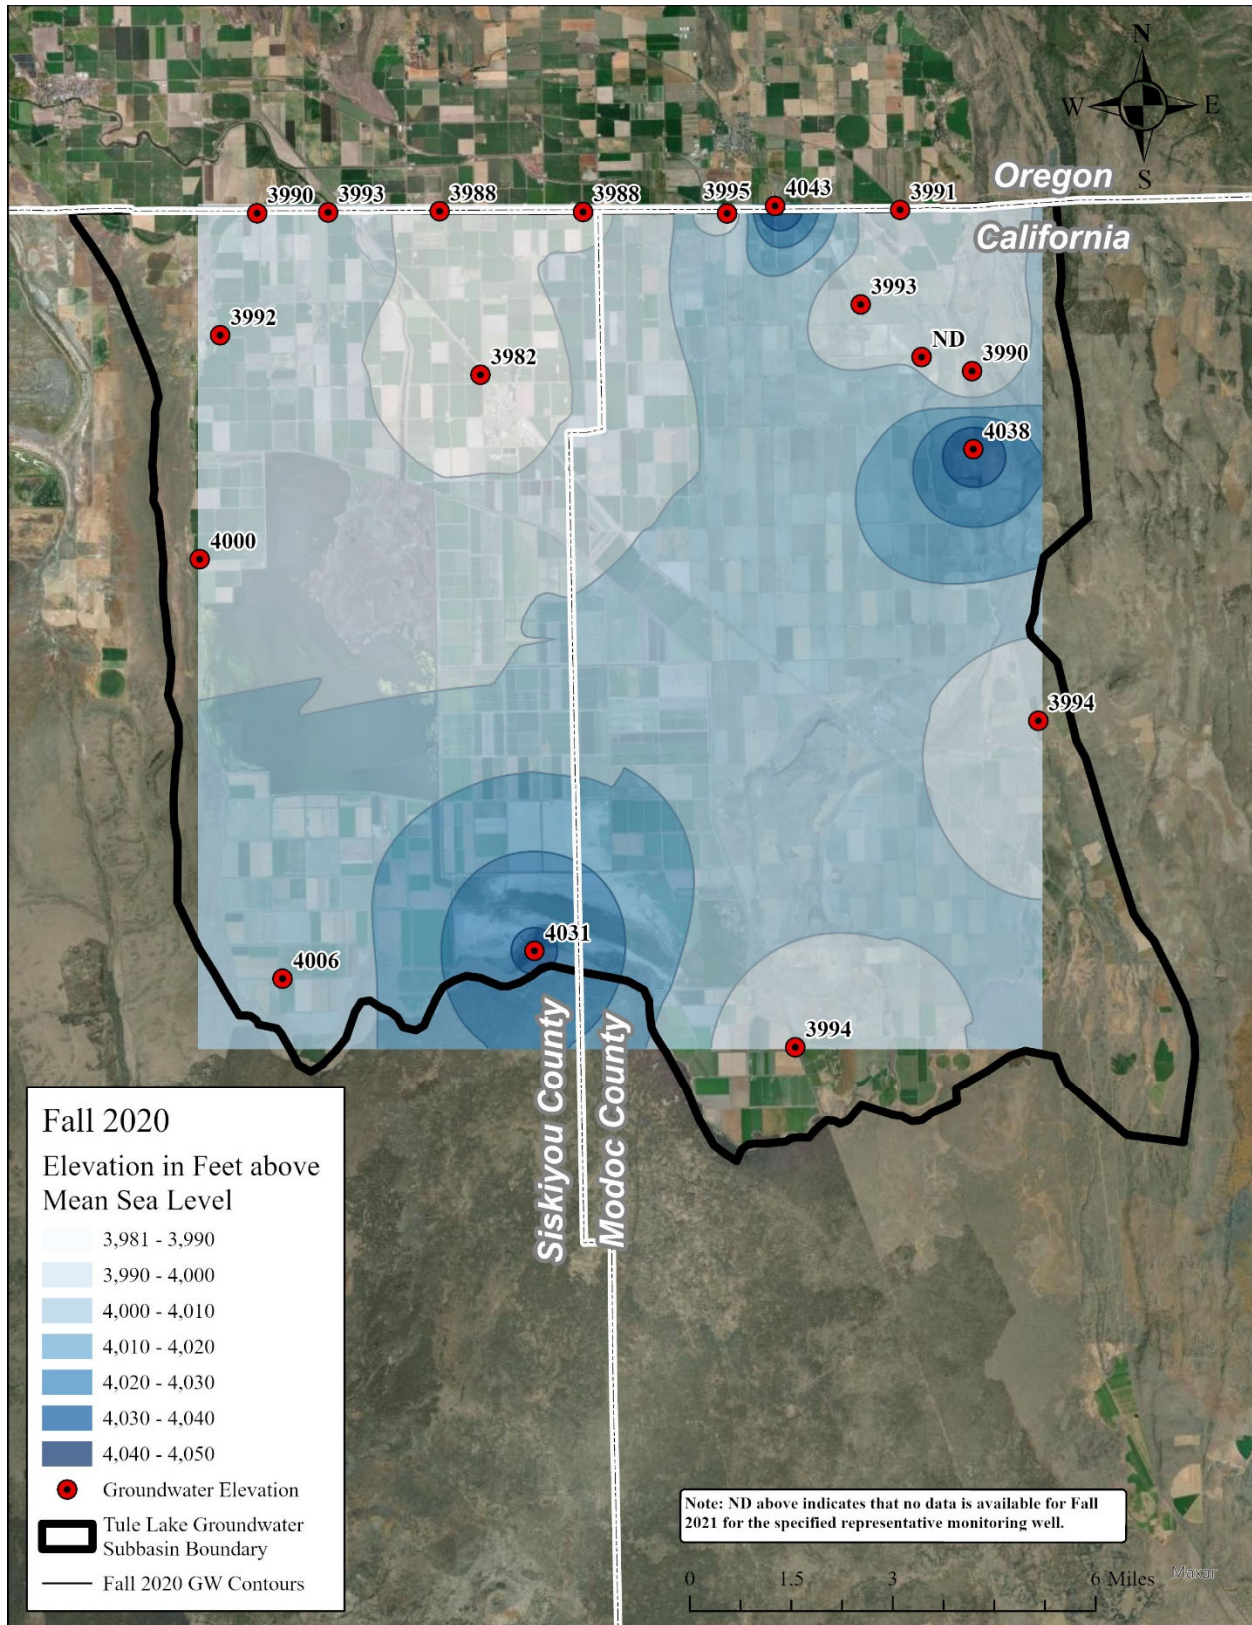 N
W
E
S
Oregon
California
3990
3993
3988
3988
3995
4043
3991
3992
3982
3993
ND
3990
4038
4000
3994
4031
4006
3994
Siskiyou County
Modoc County
Fall 2020
Elevation in Feet above
Mean Sea Level
3,981 - 3,990
3,990 - 4,000
4,000 - 4,010
4,010 - 4,020
4,020 - 4,030
4,030 - 4,040
4,040 - 4,050
Groundwater Elevation
Tule Lake Groundwater
Subbasin Boundary
Fall 2020 GW Contours
Note: ND above indicates that no data is available for Fall
2021 for the specified representative monitoring well.
0 1.5 3 6 Miles
Maxar